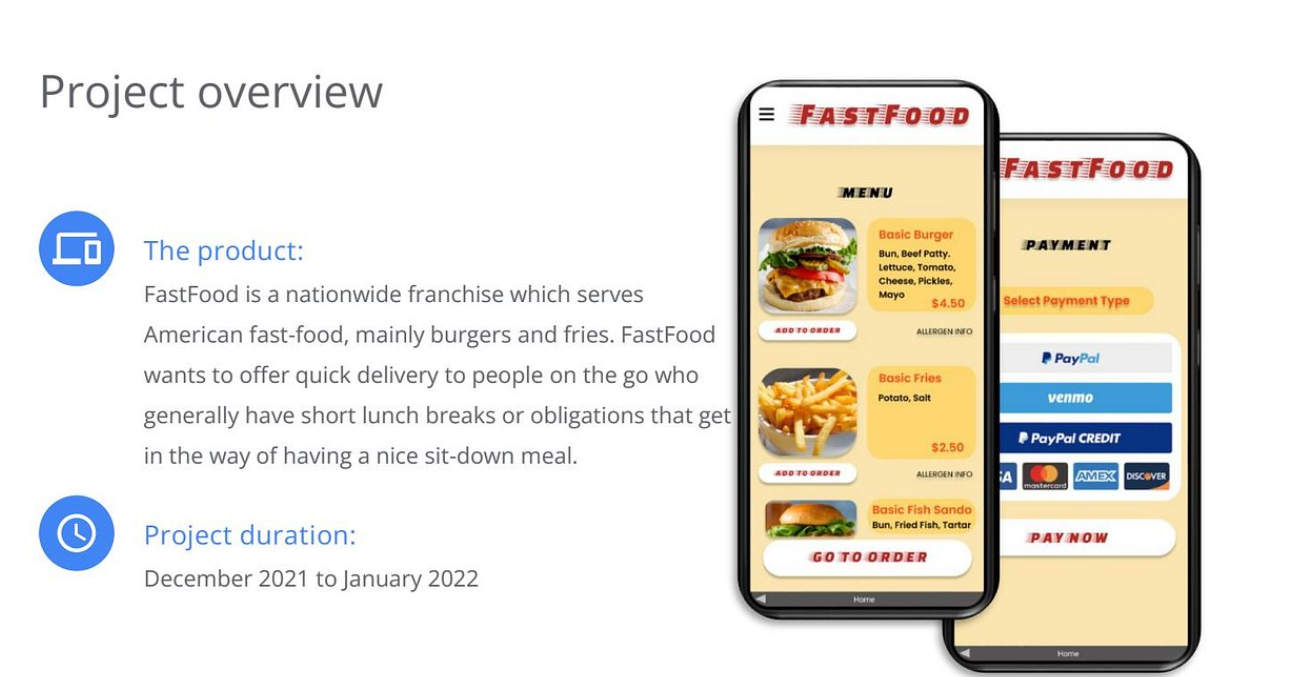 Project overview
The product:
FastFood is a nationwide franchise which serves
American fast-food, mainly burgers and fries. FastFood
wants to offer quick delivery to people on the go who
generally have short lunch breaks or obligations that get
in the way of having a nice sit-down meal.
Project duration:
December 2021 to January 2022
FASTFOOD
MENU
Basic Burger
Bun, Beef Patty.
Lettuce, Tomato,
Cheese, Pickles,
Mayo
$4.50
ADD TO ORDER
ALLERGEN INFO
Basic Fries
Potato, Salt
$2.50
ADD TO ORDER
ALLERGEN INFO
Basic Fish Sando
Bun, Fried Fish, Tartar
GO TO ORDER
Home
FASTFOOD
PAYMENT
Select Payment Type
PayPal
venmo
PayPal CREDIT
SA mastercard AMEX DISCOVER
PAY NOW
Home